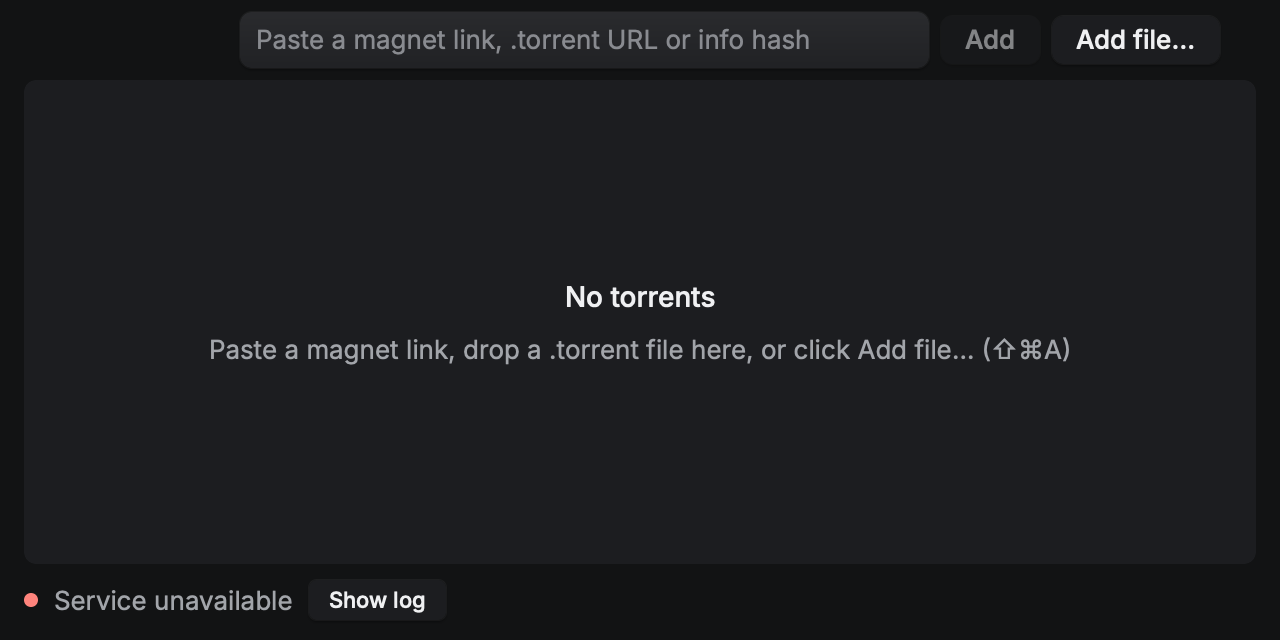 Paste a magnet link, .torrent URL or info hash
Add
Add file...
No torrents
Paste a magnet link, drop a .torrent file here, or click Add file... (⇧⌘A)
Service unavailable
Show log